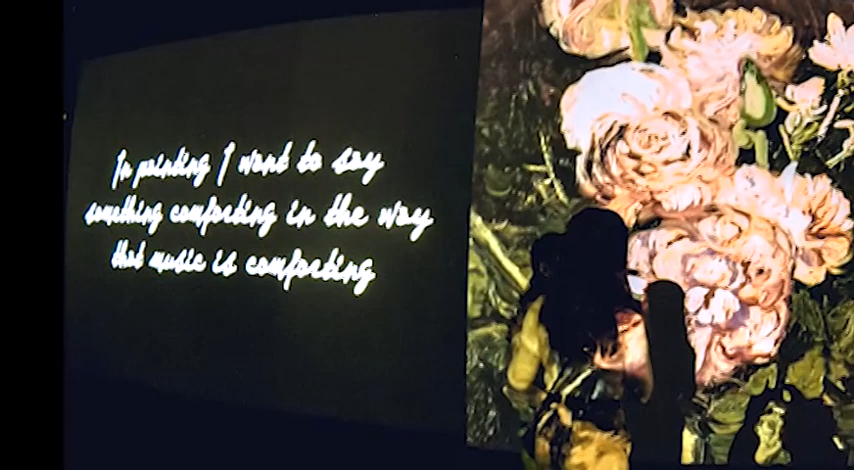 In painting I want to say
something comforting in the way
that music is comforting